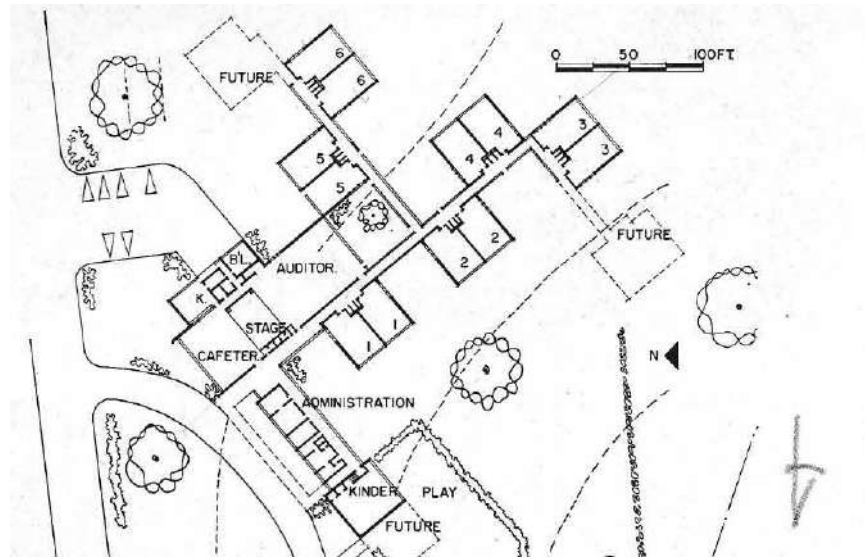 0 50 100FT.
FUTURE
6
6
5
5
4
4
3
3
2
2
FUTURE
B'L.
K.
AUDITOR.
STAGE
CAFETER.
1
1
N
ADMINISTRATION
KINDER.
PLAY
FUTURE